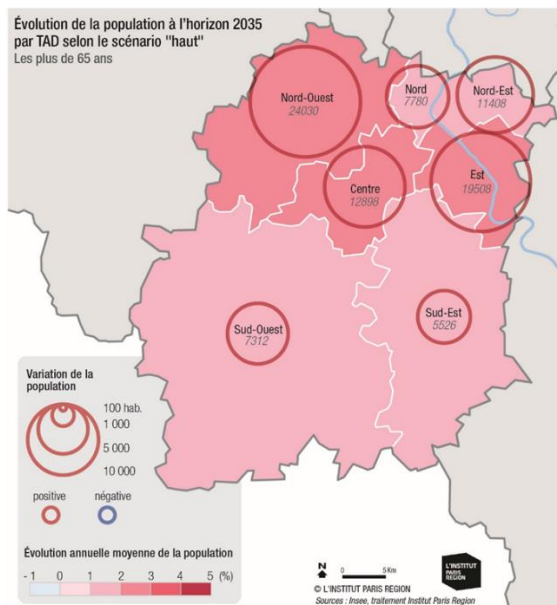 Évolution de la population à l'horizon 2035
par TAD selon le scénario "haut"
Les plus de 65 ans
Nord-Ouest
24030
Nord
7780
Nord-Est
11408
Centre
12898
Est
19508
Sud-Ouest
7312
Sud-Est
5526
Variation de la
population
100 hab.
1 000
5 000
10 000
positive
négative
Évolution annuelle moyenne de la population
- 1 0 1 2 3 4 5 (%)
N
0 5 Km
L'INSTITUT
PARIS
REGION
© L'INSTITUT PARIS REGION
Sources : Insee, traitement Institut Paris Region